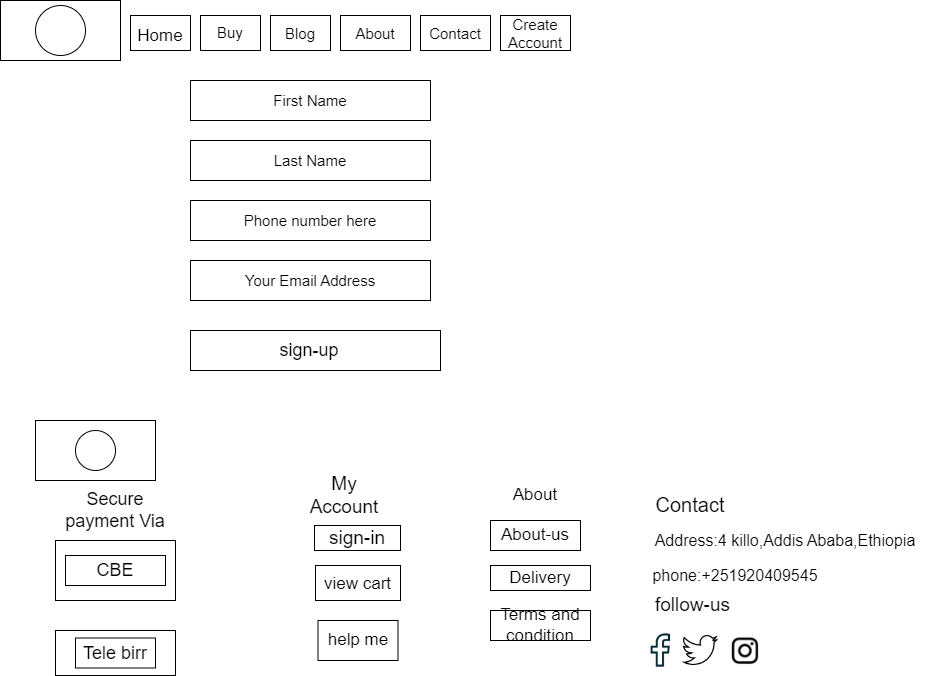 Home
Buy
Blog
About
Contact
Create
Account
First Name
Last Name
Phone number here
Your Email Address
sign-up
Secure
payment Via
CBE
Tele birr
My
Account
sign-in
view cart
help me
About
About-us
Delivery
Terms and
condition
Contact
Address:4 killo,Addis Ababa,Ethiopia
phone:+251920409545
follow-us